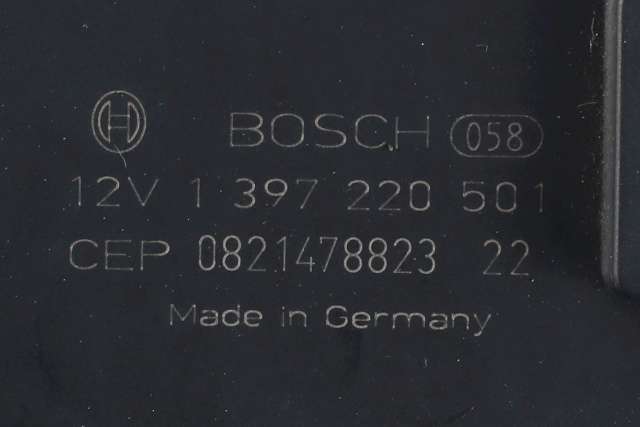 BOSCH 058
12V 1 397 220 501
CEP 0821478823 22
Made in Germany